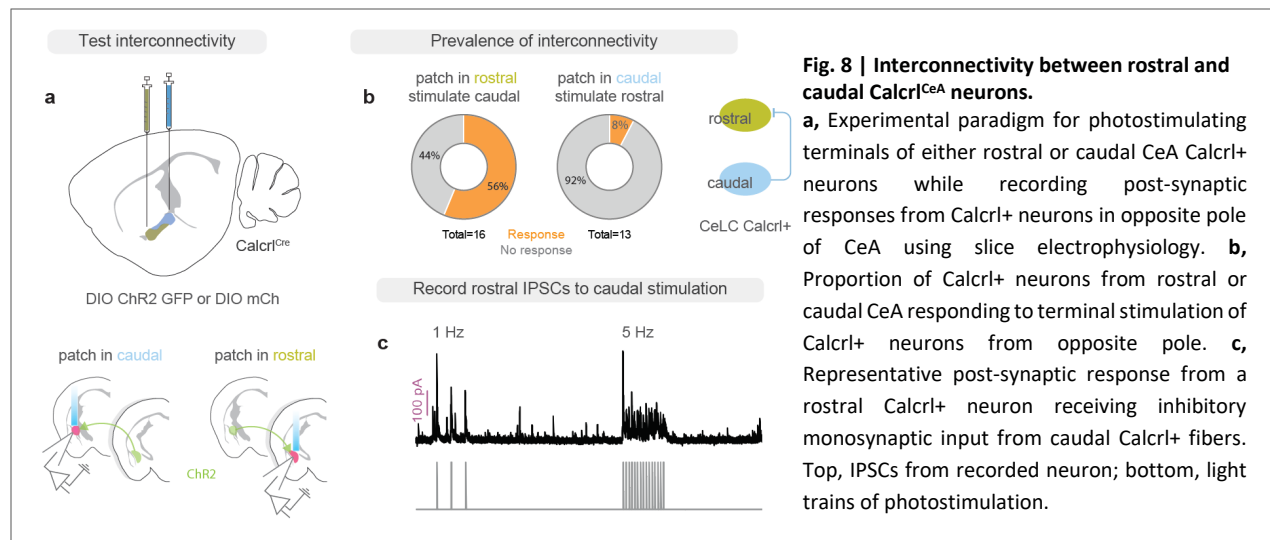 Test interconnectivity
a
CalcrlCre
DIO ChR2 GFP or DIO mCh
patch in caudal
patch in rostral
ChR2
Prevalence of interconnectivity
b
patch in rostral
stimulate caudal
44%
56%
Total=16
patch in caudal
stimulate rostral
8%
92%
Total=13
Response
No response
rostral
caudal
CeLC Calcrl+
Record rostral IPSCs to caudal stimulation
c
1 Hz
5 Hz
100 pA
Fig. 8 | Interconnectivity between rostral and
caudal CalcrlCeA neurons.
a, Experimental paradigm for photostimulating
terminals of either rostral or caudal CeA Calcrl+
neurons while recording post-synaptic
responses from Calcrl+ neurons in opposite pole
of CeA using slice electrophysiology. b,
Proportion of Calcrl+ neurons from rostral or
caudal CeA responding to terminal stimulation of
Calcrl+ neurons from opposite pole. c,
Representative post-synaptic response from a
rostral Calcrl+ neuron receiving inhibitory
monosynaptic input from caudal Calcrl+ fibers.
Top, IPSCs from recorded neuron; bottom, light
trains of photostimulation.